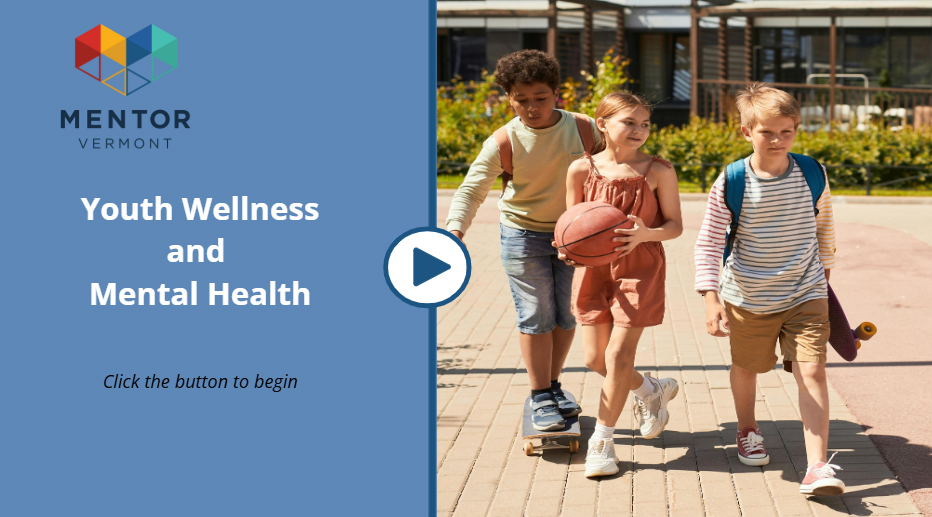 MENTOR
VERMONT
Youth Wellness
and
Mental Health
Click the button to begin